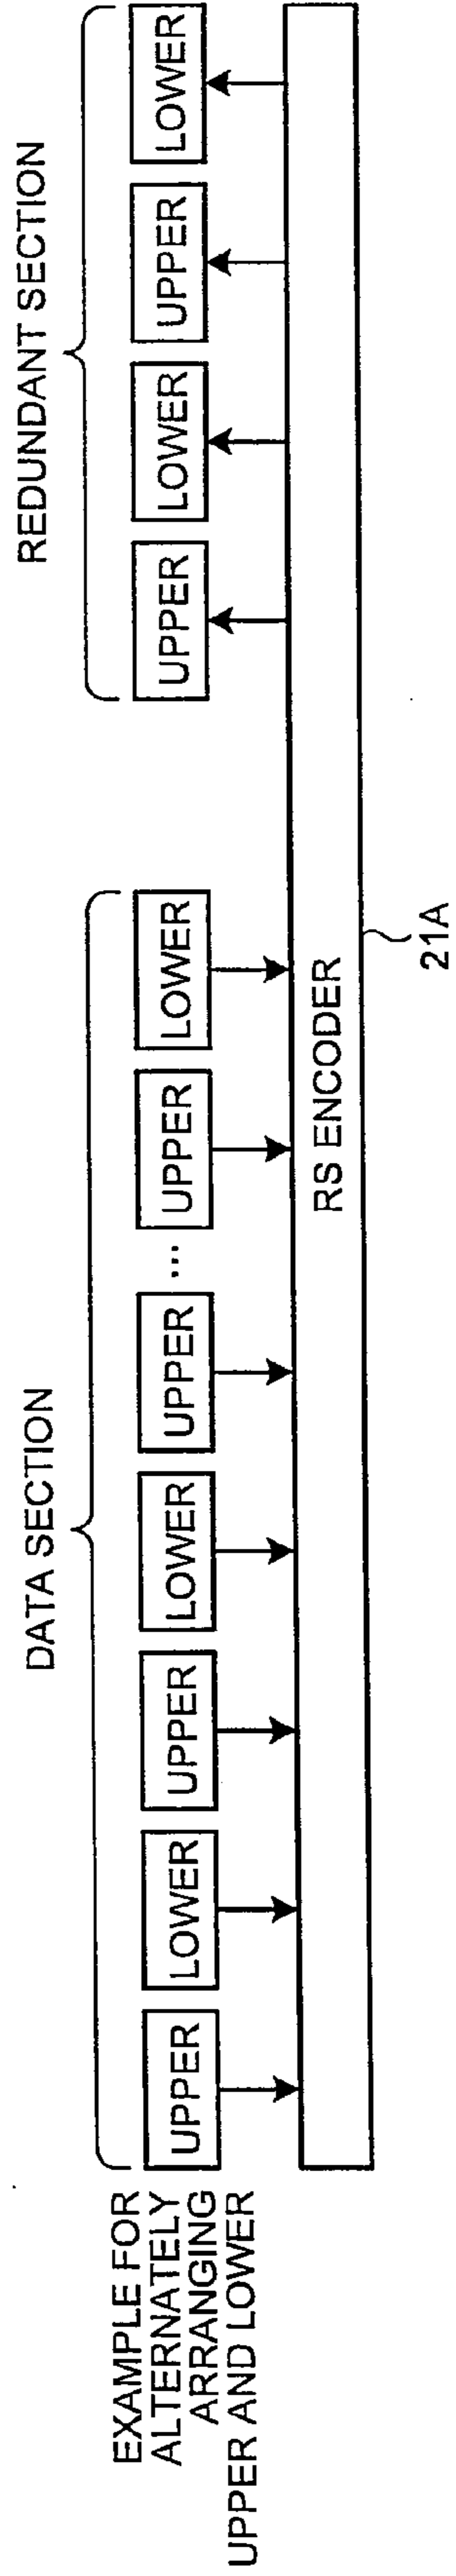 EXAMPLE FOR
ALTERNATELY
ARRANGING
UPPER AND LOWER
DATA SECTION
UPPER
LOWER
UPPER
LOWER
UPPER
...
UPPER
LOWER
REDUNDANT SECTION
UPPER
LOWER
UPPER
LOWER
RS ENCODER
21A